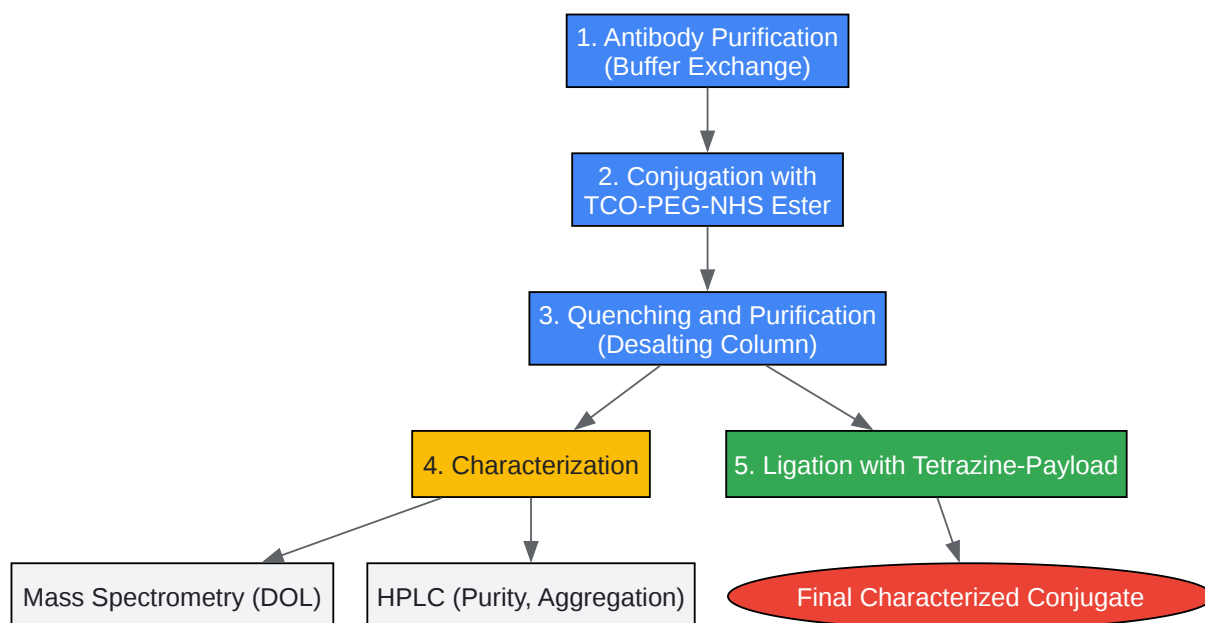 1. Antibody Purification
(Buffer Exchange)
2. Conjugation with
TCO-PEG-NHS Ester
3. Quenching and Purification
(Desalting Column)
4. Characterization
5. Ligation with Tetrazine-Payload
Mass Spectrometry (DOL)
HPLC (Purity, Aggregation)
Final Characterized Conjugate